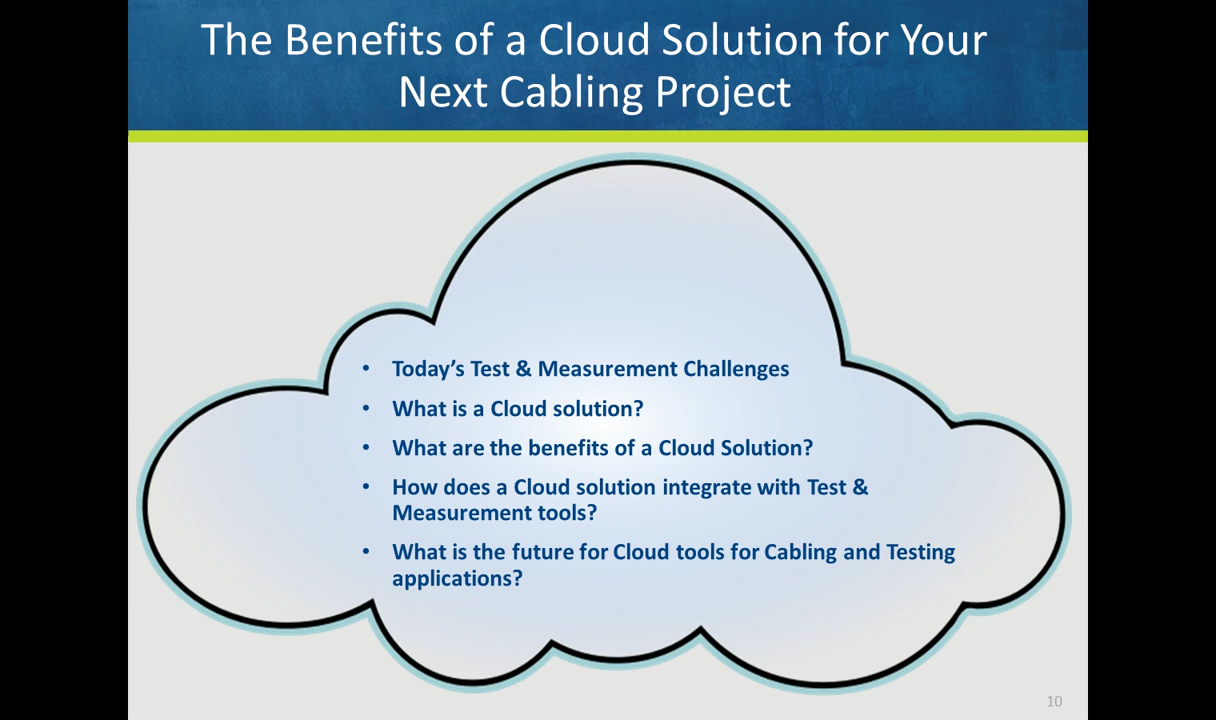 The Benefits of a Cloud Solution for Your
Next Cabling Project
• Today’s Test & Measurement Challenges
• What is a Cloud solution?
• What are the benefits of a Cloud Solution?
• How does a Cloud solution integrate with Test &
Measurement tools?
• What is the future for Cloud tools for Cabling and Testing
applications?
10